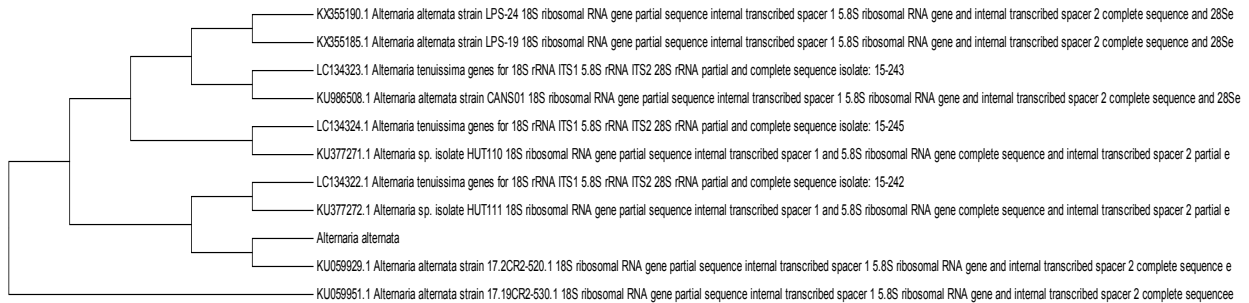 KX355190.1 Alternaria alternata strain LPS-24 18S ribosomal RNA gene partial sequence internal transcribed spacer 1 5.8S ribosomal RNA gene and internal transcribed spacer 2 complete sequence and 28Se
KX355185.1 Alternaria alternata strain LPS-19 18S ribosomal RNA gene partial sequence internal transcribed spacer 1 5.8S ribosomal RNA gene and internal transcribed spacer 2 complete sequence and 28Se
LC134323.1 Alternaria tenuissima genes for 18S rRNA ITS1 5.8S rRNA ITS2 28S rRNA partial and complete sequence isolate: 15-243
KU986508.1 Alternaria alternata strain CANS01 18S ribosomal RNA gene partial sequence internal transcribed spacer 1 5.8S ribosomal RNA gene and internal transcribed spacer 2 complete sequence and 28Se
LC134324.1 Alternaria tenuissima genes for 18S rRNA ITS1 5.8S rRNA ITS2 28S rRNA partial and complete sequence isolate: 15-245
KU377271.1 Alternaria sp. isolate HUT110 18S ribosomal RNA gene partial sequence internal transcribed spacer 1 and 5.8S ribosomal RNA gene complete sequence and internal transcribed spacer 2 partial e
LC134322.1 Alternaria tenuissima genes for 18S rRNA ITS1 5.8S rRNA ITS2 28S rRNA partial and complete sequence isolate: 15-242
KU377272.1 Alternaria sp. isolate HUT111 18S ribosomal RNA gene partial sequence internal transcribed spacer 1 and 5.8S ribosomal RNA gene complete sequence and internal transcribed spacer 2 partial e
Alternaria alternata
KU059929.1 Alternaria alternata strain 17.2CR2-520.1 18S ribosomal RNA gene partial sequence internal transcribed spacer 1 5.8S ribosomal RNA gene and internal transcribed spacer 2 complete sequence e
KU059951.1 Alternaria alternata strain 17.19CR2-530.1 18S ribosomal RNA gene partial sequence internal transcribed spacer 1 5.8S ribosomal RNA gene and internal transcribed spacer 2 complete sequencee